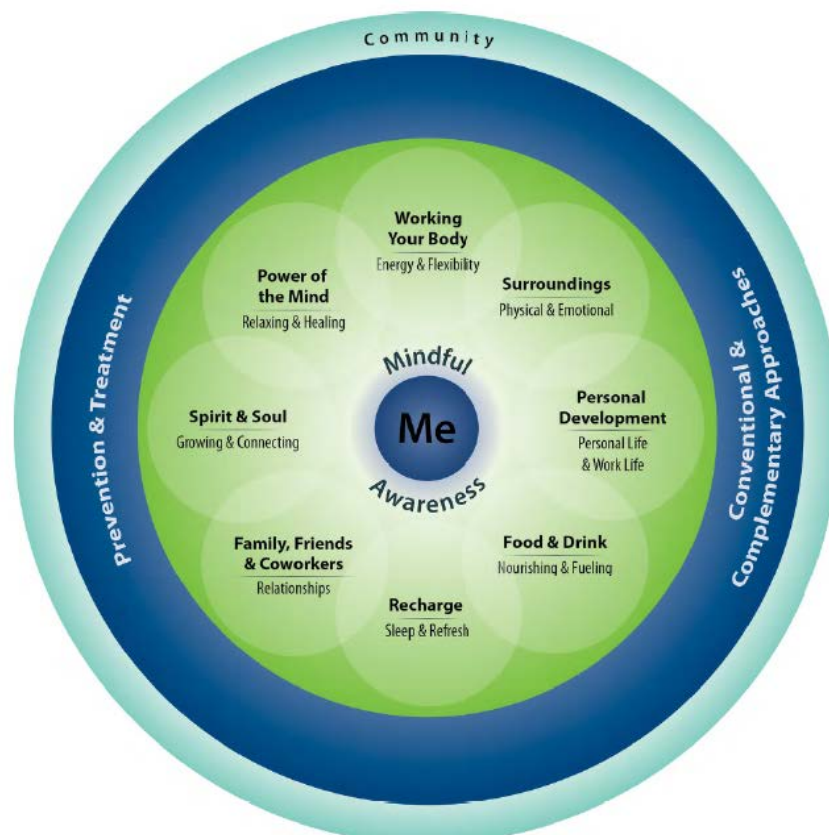 Community
Working
Your Body
Energy & Flexibility
Surroundings
Physical & Emotional
Personal
Development
Personal Life
& Work Life
Food & Drink
Nourishing & Fueling
Recharge
Sleep & Refresh
Family, Friends
& Coworkers
Relationships
Spirit & Soul
Growing & Connecting
Power of
the Mind
Relaxing & Healing
Mindful
Me
Awareness
Prevention & Treatment
Conventional &
Complementary Approaches